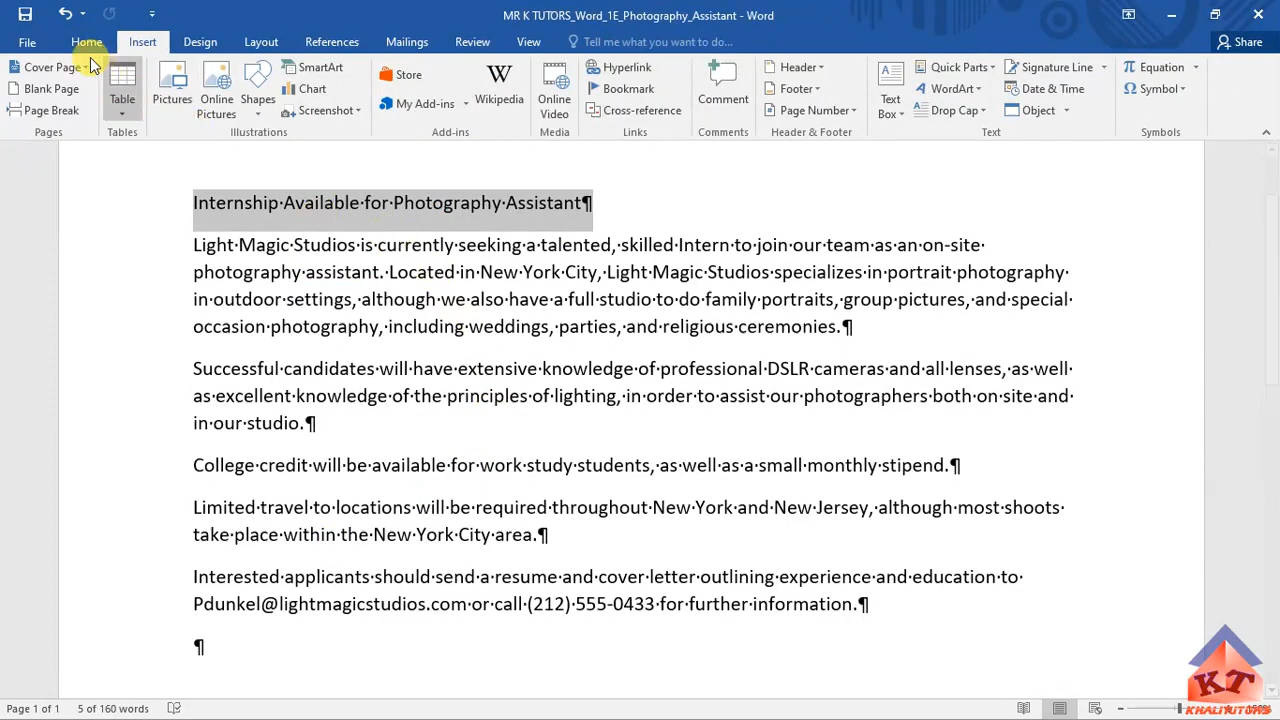 MR K TUTORS_Word_1E_Photography_Assistant - Word
File Home Insert Design Layout References Mailings Review View Tell me what you want to do... Share
Cover Page
Blank Page
Page Break
Pages
Table
Tables
Pictures
Online Pictures
Shapes
SmartArt
Chart
Screenshot
Illustrations
Store
My Add-ins
Wikipedia
Add-ins
Online Video
Media
Hyperlink
Bookmark
Cross-reference
Links
Comment
Comments
Header
Footer
Page Number
Header & Footer
Text Box
Quick Parts
WordArt
Drop Cap
Signature Line
Date & Time
Object
Text
Equation
Symbol
Symbols
Internship·Available·for·Photography·Assistant¶
Light·Magic·Studios·is·currently·seeking·a·talented,·skilled·Intern·to·join·our·team·as·an·on-site·
photography·assistant.·Located·in·New·York·City,·Light·Magic·Studios·specializes·in·portrait·photography·
in·outdoor·settings,·although·we·also·have·a·full·studio·to·do·family·portraits,·group·pictures,·and·special·
occasion·photography,·including·weddings,·parties,·and·religious·ceremonies.¶
Successful·candidates·will·have·extensive·knowledge·of·professional·DSLR·cameras·and·all·lenses,·as·well·
as·excellent·knowledge·of·the·principles·of·lighting,·in·order·to·assist·our·photographers·both·on·site·and·
in·our·studio.¶
College·credit·will·be·available·for·work·study·students,·as·well·as·a·small·monthly·stipend.¶
Limited·travel·to·locations·will·be·required·throughout·New·York·and·New·Jersey,·although·most·shoots·
take·place·within·the·New·York·City·area.¶
Interested·applicants·should·send·a·resume·and·cover·letter·outlining·experience·and·education·to·
Pdunkel@lightmagicstudios.com·or·call·(212)·555-0433·for·further·information.¶
¶
Page 1 of 1 5 of 160 words
KT
KHALITUTORS